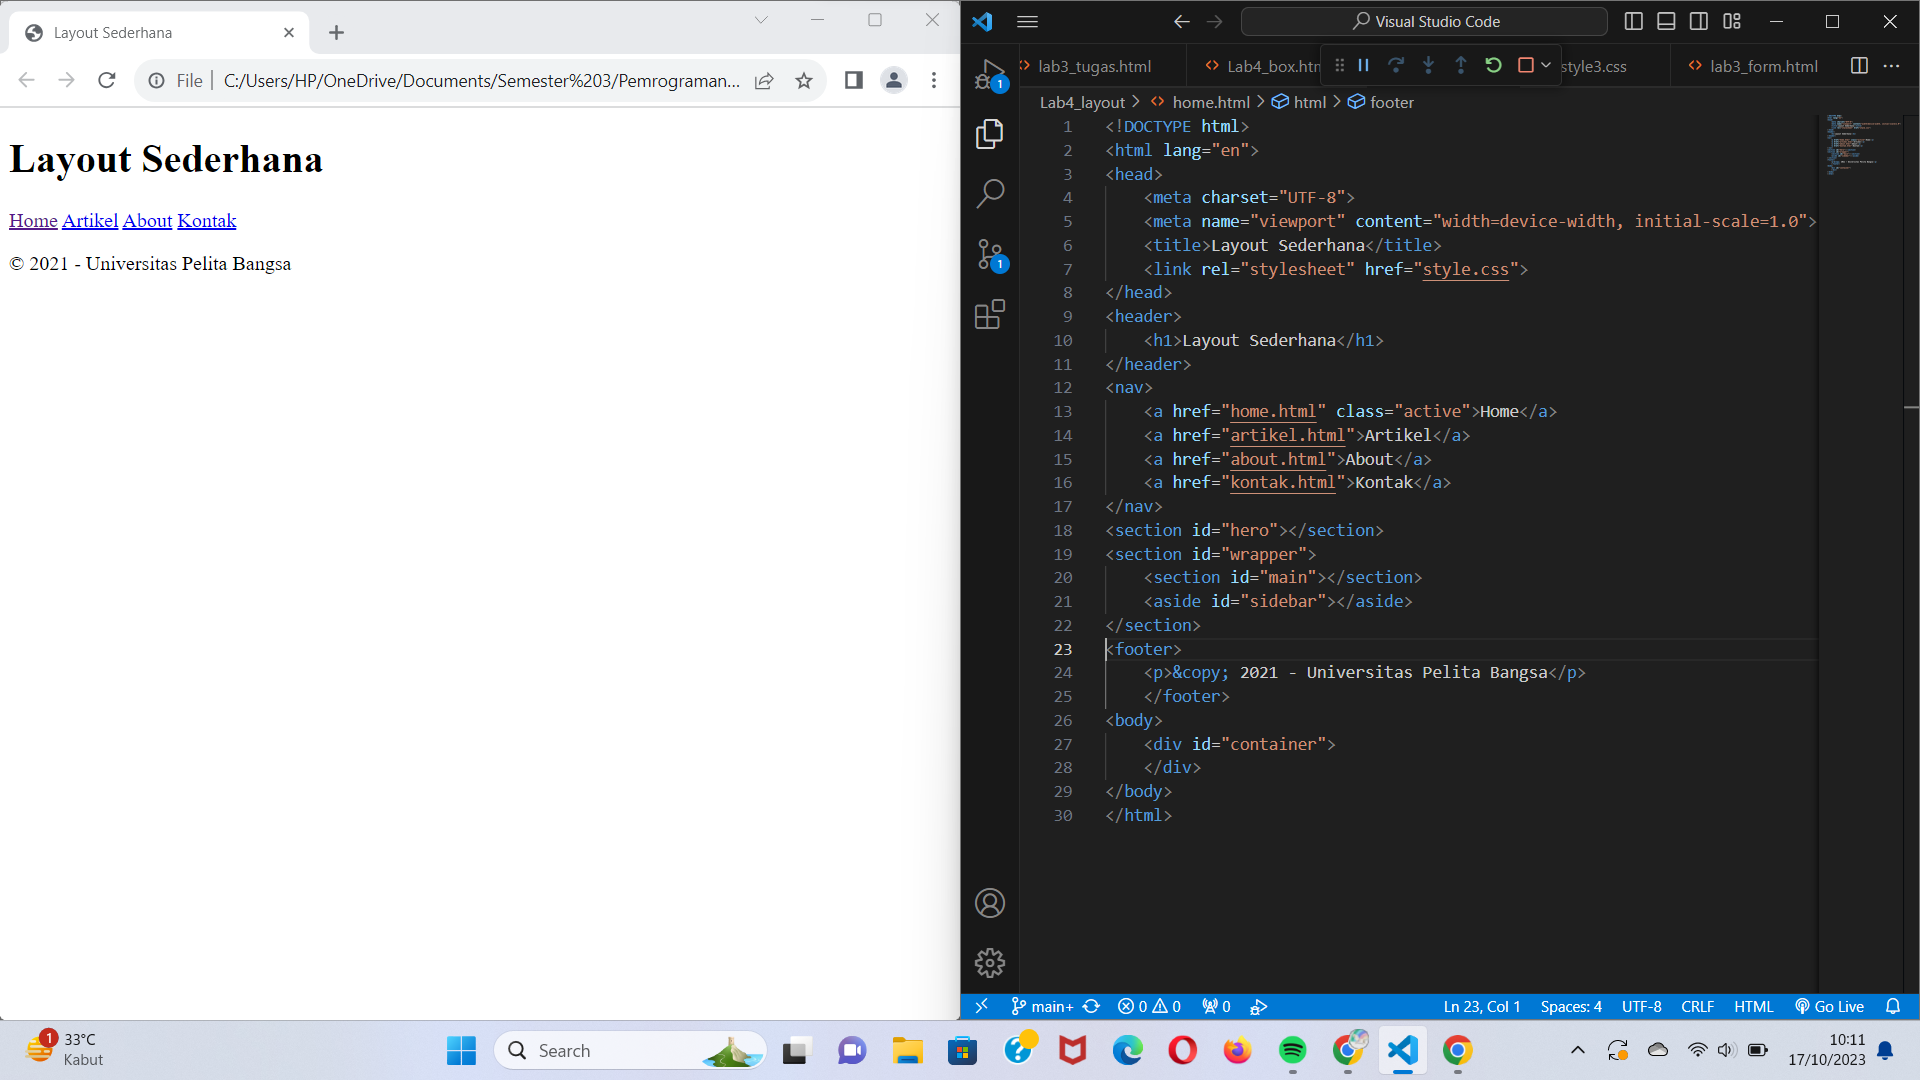 Layout Sederhana
File
C:/Users/HP/OneDrive/Documents/Semester%203/Pemrograman...
Layout Sederhana
Home Artikel About Kontak
© 2021 - Universitas Pelita Bangsa
Visual Studio Code
lab3_tugas.html
Lab4_box.htm
style3.css
lab3_form.html
Lab4_layout > home.html > html > footer
1 <!DOCTYPE html>
2 <html lang="en">
3 <head>
4 <meta charset="UTF-8">
5 <meta name="viewport" content="width=device-width, initial-scale=1.0">
6 <title>Layout Sederhana</title>
7 <link rel="stylesheet" href="style.css">
8 </head>
9 <header>
10 <h1>Layout Sederhana</h1>
11 </header>
12 <nav>
13 <a href="home.html" class="active">Home</a>
14 <a href="artikel.html">Artikel</a>
15 <a href="about.html">About</a>
16 <a href="kontak.html">Kontak</a>
17 </nav>
18 <section id="hero"></section>
19 <section id="wrapper">
20 <section id="main"></section>
21 <aside id="sidebar"></aside>
22 </section>
23 <footer>
24 <p>&copy; 2021 - Universitas Pelita Bangsa</p>
25 </footer>
26 <body>
27 <div id="container">
28 </div>
29 </body>
30 </html>
1
1
main+ 0 0 0
Ln 23, Col 1 Spaces: 4 UTF-8 CRLF HTML Go Live
1
33°C
Kabut
Search
10:11
17/10/2023